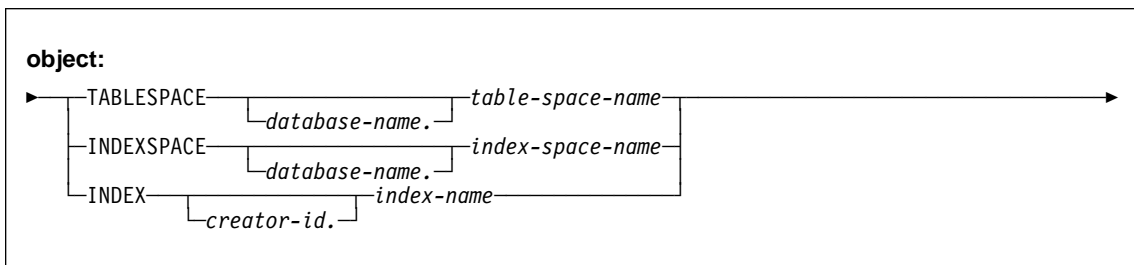 object:
TABLESPACE table-space-name
database-name.
INDEXSPACE index-space-name
database-name.
INDEX index-name
creator-id.